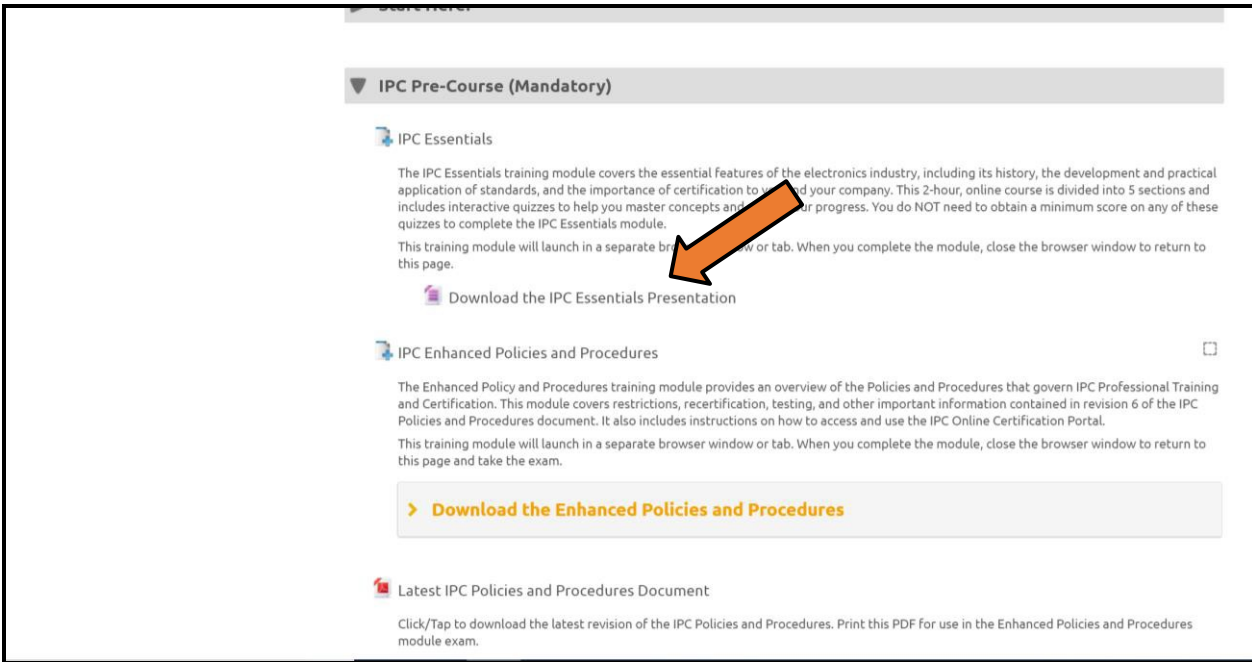 Start Here!
IPC Pre-Course (Mandatory)
IPC Essentials
The IPC Essentials training module covers the essential features of the electronics industry, including its history, the development and practical
application of standards, and the importance of certification to your company. This 2-hour, online course is divided into 5 sections and
includes interactive quizzes to help you master concepts and progress. You do NOT need to obtain a minimum score on any of these
quizzes to complete the IPC Essentials module.
This training module will launch in a separate or tab. When you complete the module, close the browser window to return to
this page.
Download the IPC Essentials Presentation
IPC Enhanced Policies and Procedures
The Enhanced Policy and Procedures training module provides an overview of the Policies and Procedures that govern IPC Professional Training
and Certification. This module covers restrictions, recertification, testing, and other important information contained in revision 6 of the IPC
Policies and Procedures document. It also includes instructions on how to access and use the IPC Online Certification Portal.
This training module will launch in a separate browser window or tab. When you complete the module, close the browser window to return to
this page and take the exam.
Download the Enhanced Policies and Procedures
Latest IPC Policies and Procedures Document
Click/Tap to download the latest revision of the IPC Policies and Procedures. Print this PDF for use in the Enhanced Policies and Procedures
module exam.